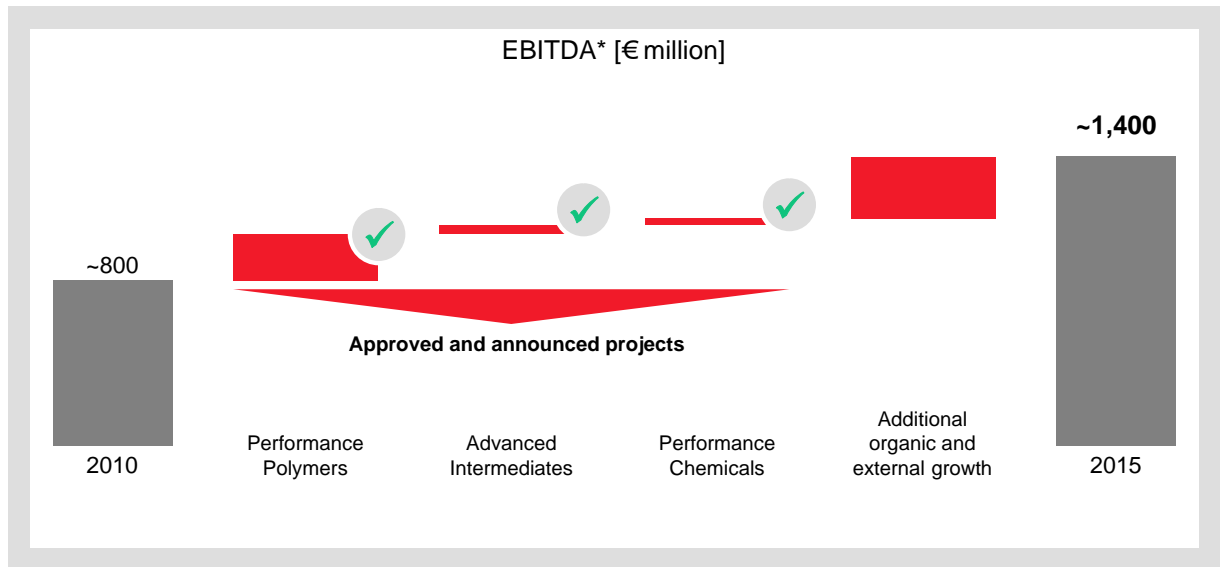 EBITDA* [€ million]
~1,400
~800
Approved and announced projects
2010
Performance
Polymers
Advanced
Intermediates
Performance
Chemicals
Additional
organic and
external growth
2015